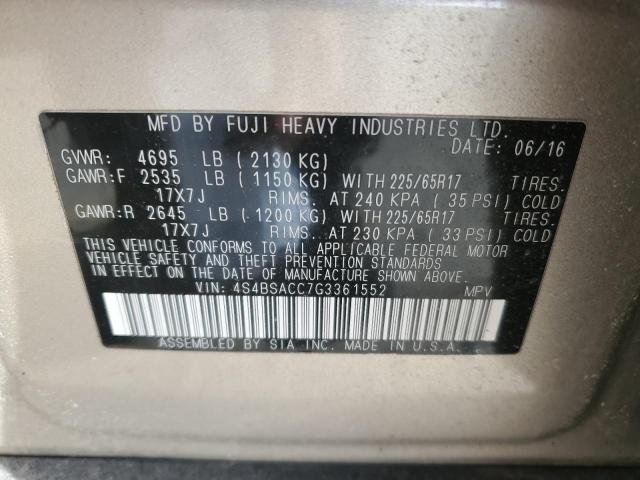 MFD BY FUJI HEAVY INDUSTRIES LTD.
DATE: 06/16
GVWR: 4695 LB (2130 KG)
GAWR:F 2535 LB (1150 KG) WITH 225/65R17 TIRES.
17X7J RIMS. AT 240 KPA (35 PSI) COLD
GAWR:R 2645 LB (1200 KG) WITH 225/65R17 TIRES.
17X7J RIMS. AT 230 KPA (33 PSI) COLD
THIS VEHICLE CONFORMS TO ALL APPLICABLE FEDERAL MOTOR
VEHICLE SAFETY AND THEFT PREVENTION STANDARDS
IN EFFECT ON THE DATE OF MANUFACTURE SHOWN ABOVE.
VIN: 4S4BSACC7G3361552 MPV
ASSEMBLED BY SIA INC. MADE IN U.S.A.